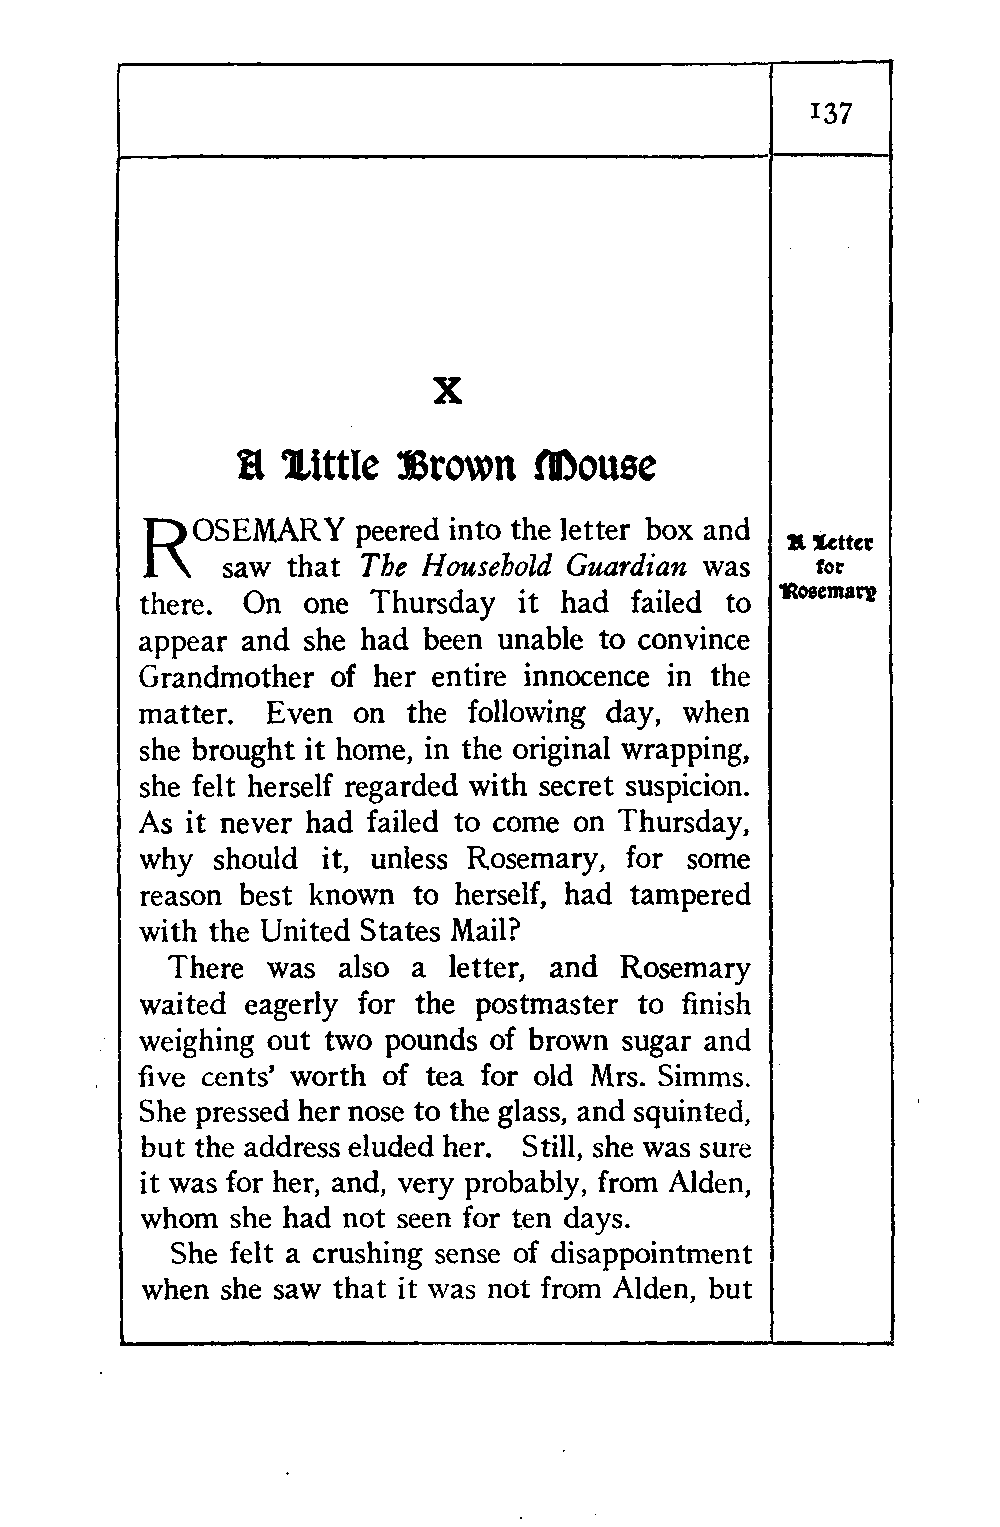 137
X
A Little Brown Mouse
ROSEMARY peered into the letter box and
saw that The Household Guardian was
there. On one Thursday it had failed to
appear and she had been unable to convince
Grandmother of her entire innocence in the
matter. Even on the following day, when
she brought it home, in the original wrapping,
she felt herself regarded with secret suspicion.
As it never had failed to come on Thursday,
why should it, unless Rosemary, for some
reason best known to herself, had tampered
with the United States Mail?
There was also a letter, and Rosemary
waited eagerly for the postmaster to finish
weighing out two pounds of brown sugar and
five cents' worth of tea for old Mrs. Simms.
She pressed her nose to the glass, and squinted,
but the address eluded her. Still, she was sure
it was for her, and, very probably, from Alden,
whom she had not seen for ten days.
She felt a crushing sense of disappointment
when she saw that it was not from Alden, but
A Letter
for
Rosemary